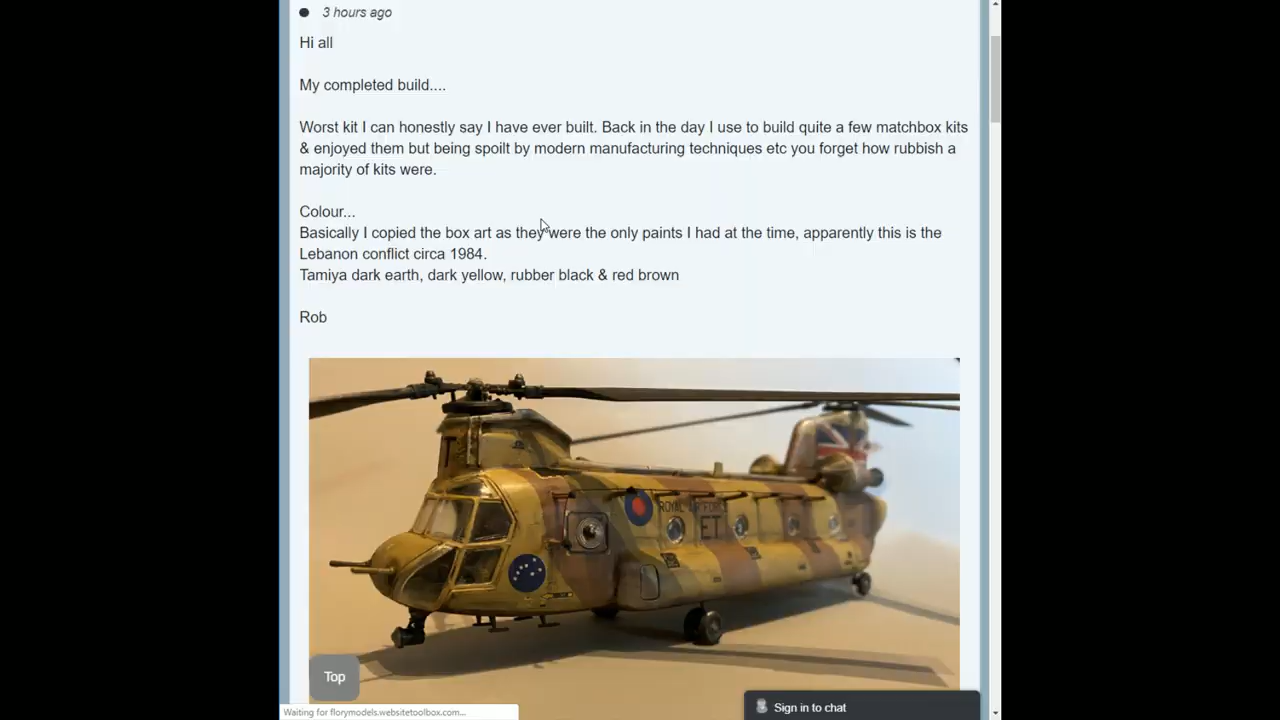 3 hours ago
Hi all
My completed build....
Worst kit I can honestly say I have ever built. Back in the day I use to build quite a few matchbox kits
& enjoyed them but being spoilt by modern manufacturing techniques etc you forget how rubbish a
majority of kits were.
Colour...
Basically I copied the box art as they were the only paints I had at the time, apparently this is the
Lebanon conflict circa 1984.
Tamiya dark earth, dark yellow, rubber black & red brown
Rob
T
ROYAL AIR FORCE
ET
Top
Sign in to chat
Waiting for florymodels.websitetoolbox.com...